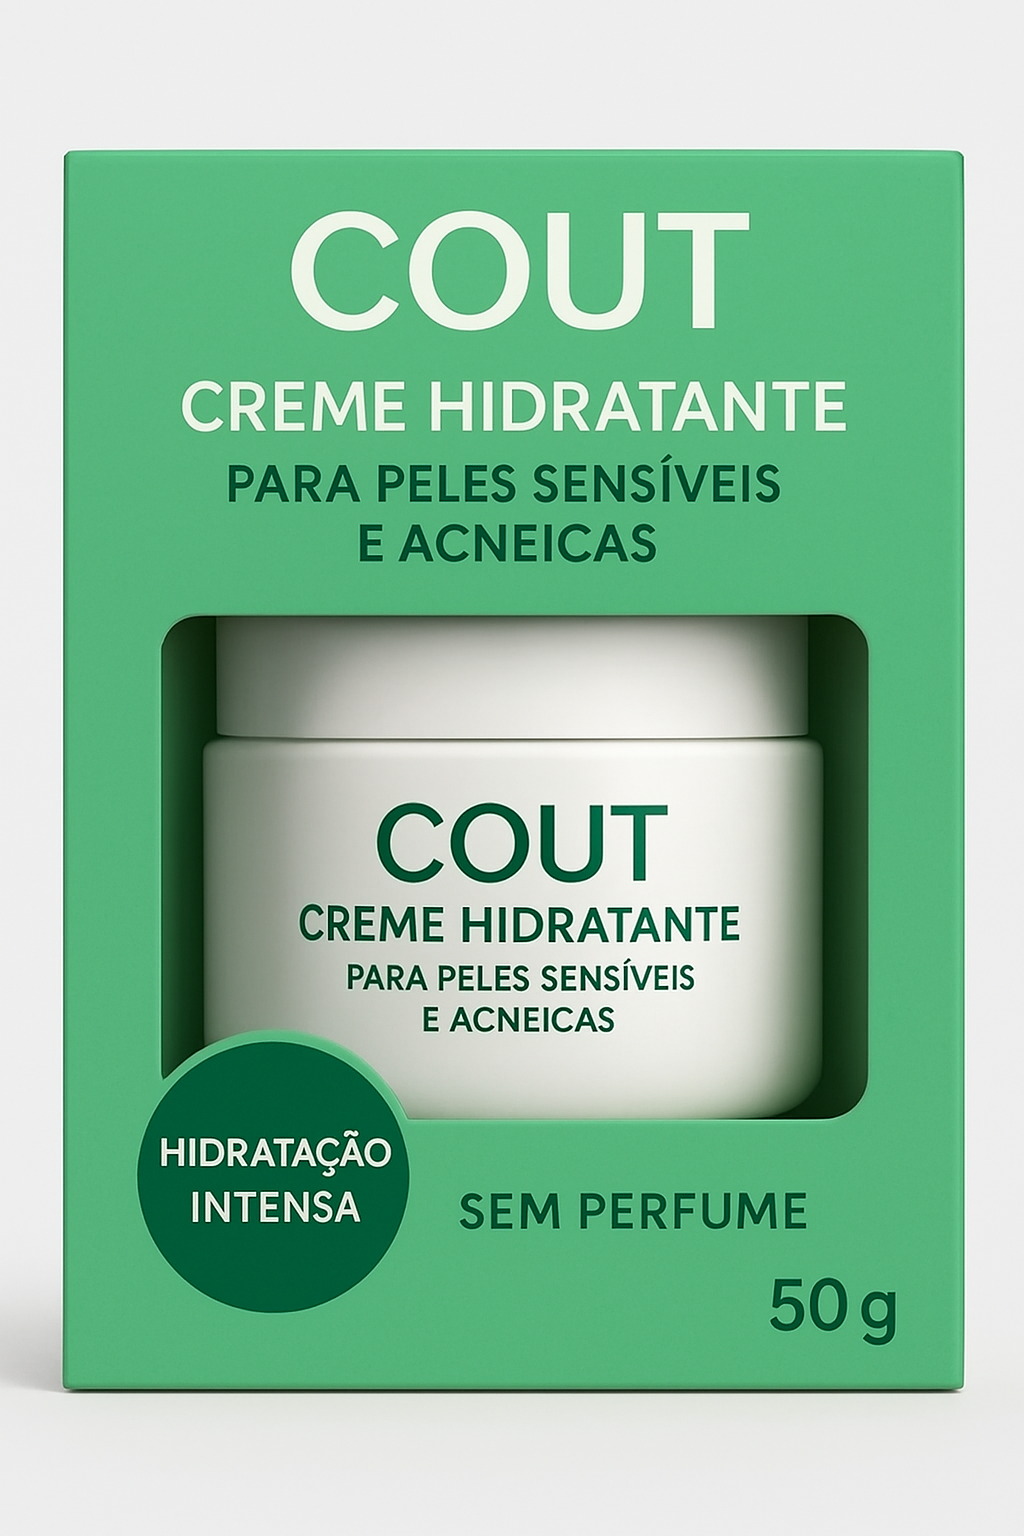 COUT
CREME HIDRATANTE
PARA PELES SENSÍVEIS
E ACNEICAS
COUT
CREME HIDRATANTE
PARA PELES SENSÍVEIS
E ACNEICAS
HIDRATAÇÃO
INTENSA
SEM PERFUME
50 g